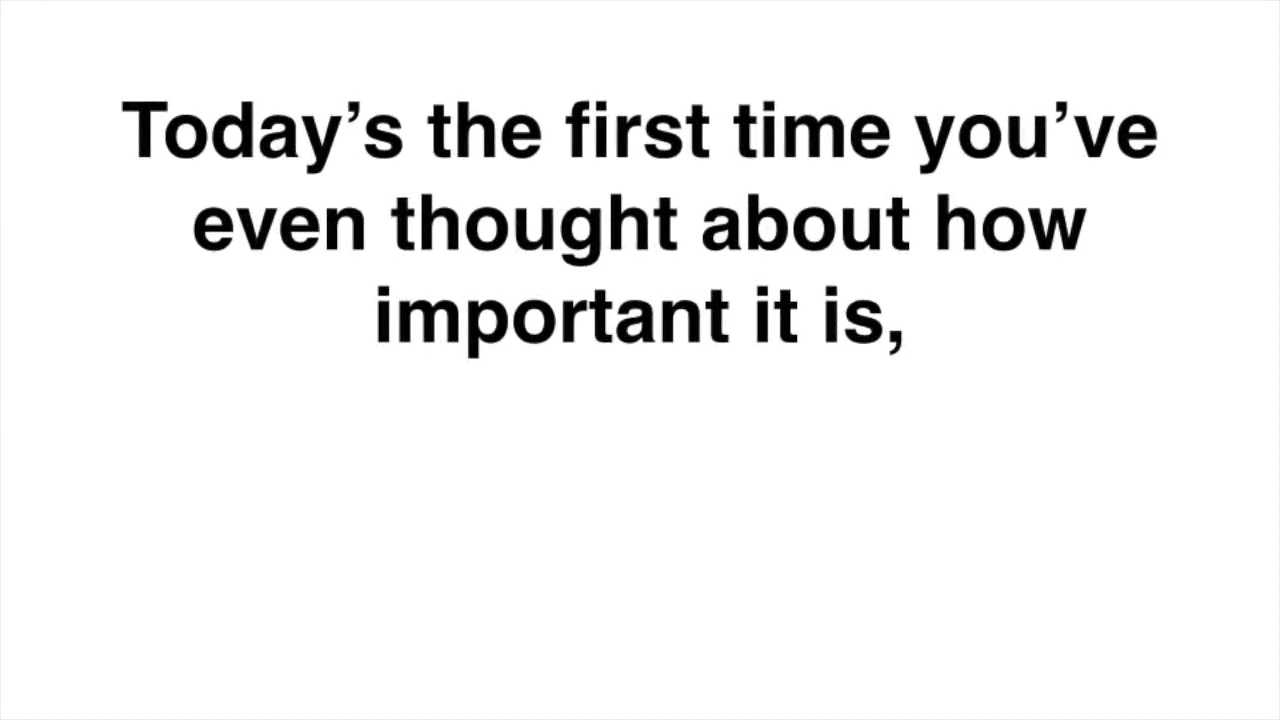 Today’s the first time you’ve
even thought about how
important it is,